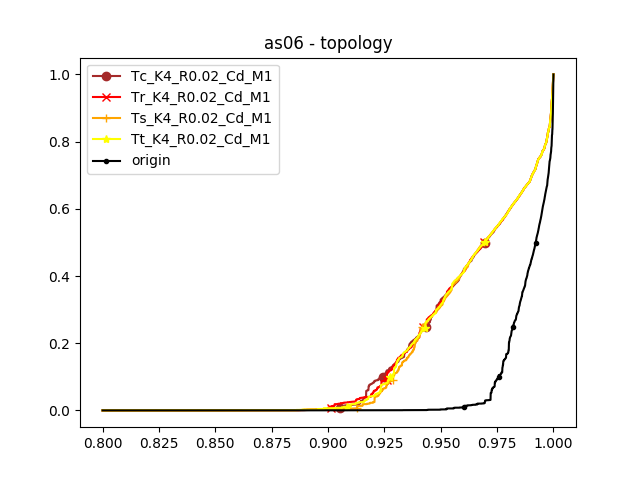 as06 - topology
Tc_K4_R0.02_Cd_M1
Tr_K4_R0.02_Cd_M1
Ts_K4_R0.02_Cd_M1
Tt_K4_R0.02_Cd_M1
origin
1.0
0.8
0.6
0.4
0.2
0.0
0.800 0.825 0.850 0.875 0.900 0.925 0.950 0.975 1.000